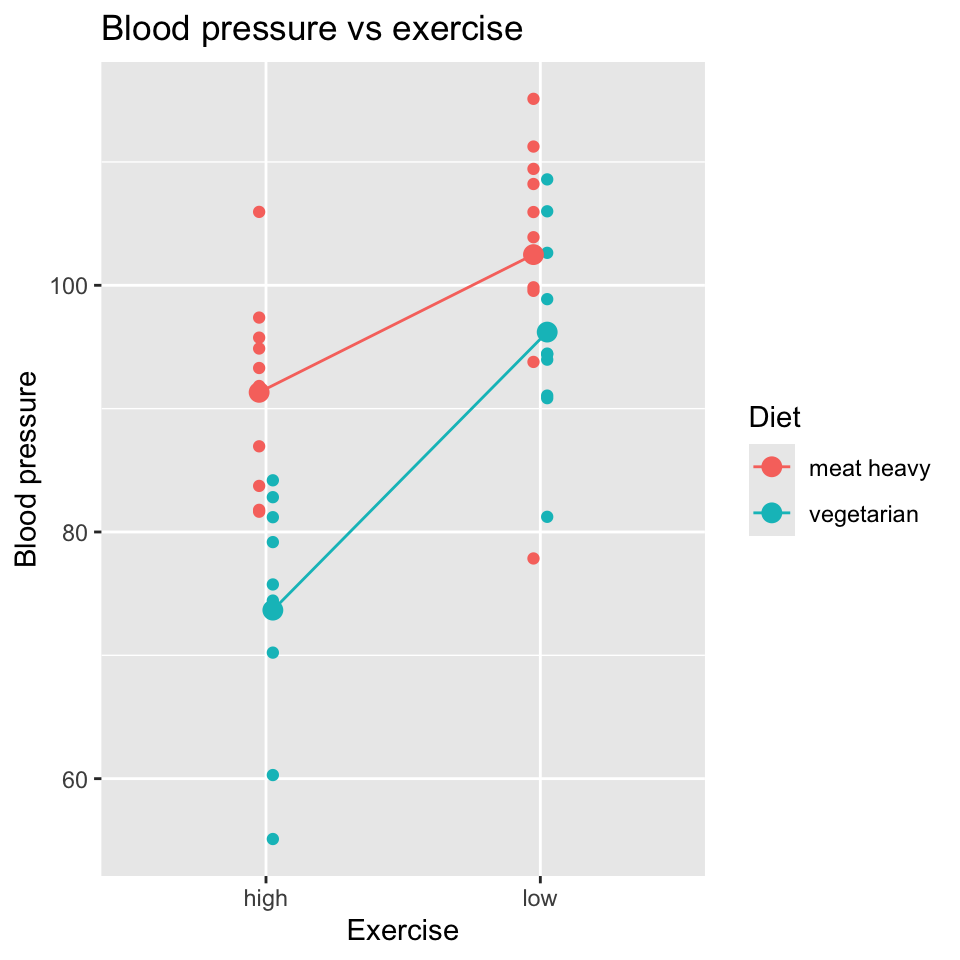 Blood pressure vs exercise
Blood pressure
100
80
60
high low
Exercise
Diet
meat heavy
vegetarian